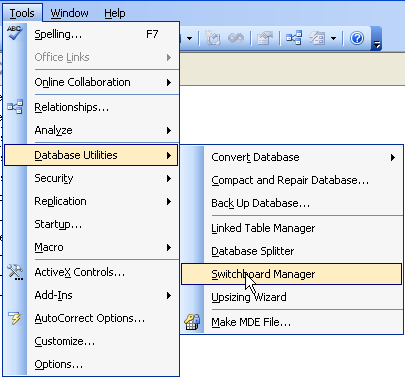 Tools Window Help
Spelling... F7
Office Links
Online Collaboration
Relationships...
Analyze
Database Utilities
Security
Replication
Startup...
Macro
ActiveX Controls...
Add-Ins
AutoCorrect Options...
Customize...
Options...
Convert Database
Compact and Repair Database...
Back Up Database...
Linked Table Manager
Database Splitter
Switchboard Manager
Upsizing Wizard
Make MDE File...